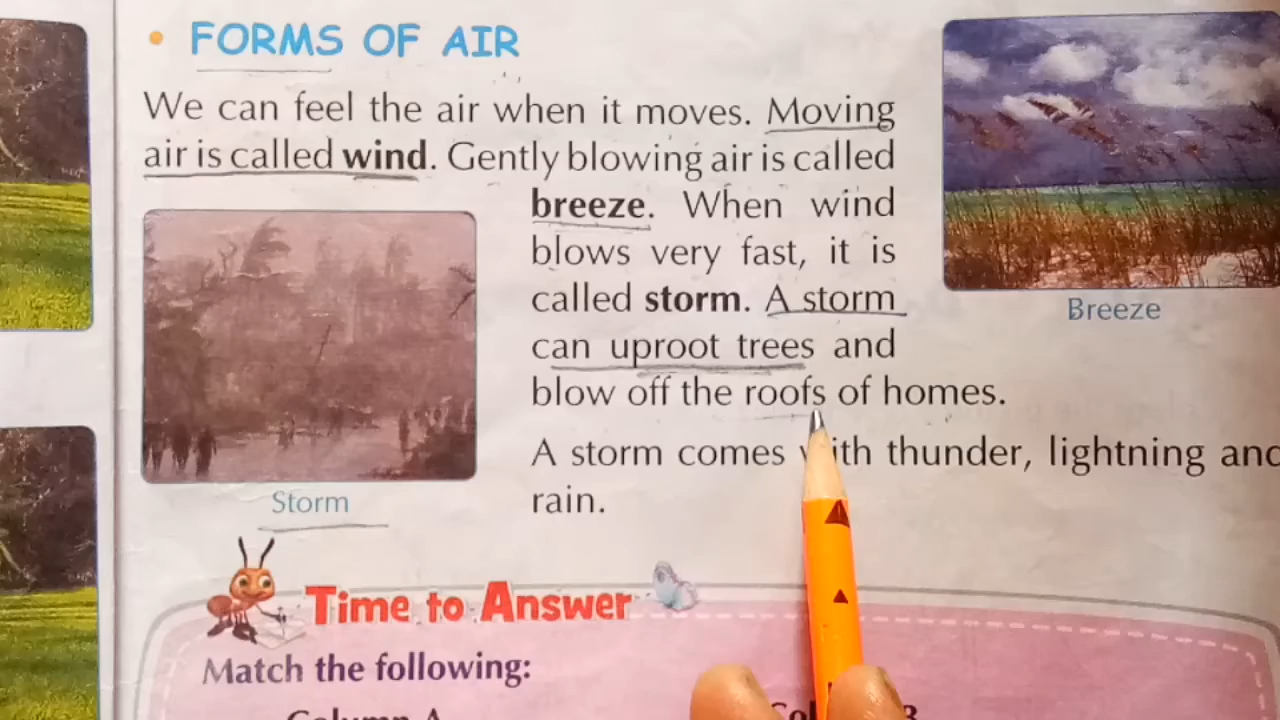 • FORMS OF AIR
We can feel the air when it moves. Moving
air is called wind. Gently blowing air is called
breeze. When wind
blows very fast, it is
called storm. A storm
can uproot trees and
blow off the roofs of homes.
A storm comes with thunder, lightning and
rain.
Breeze
Storm
Time to Answer
Match the following:
Column A